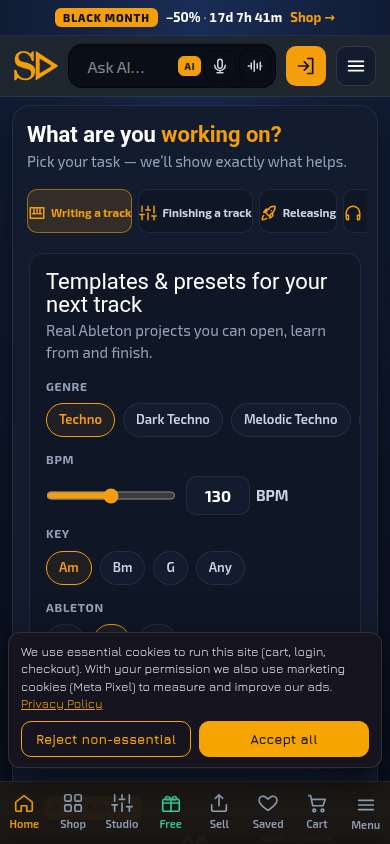 BLACK MONTH −50% · 17d 7h 41m Shop →
Ask AI... AI
What are you working on?
Pick your task — we'll show exactly what helps.
Writing a track Finishing a track Releasing
Templates & presets for your
next track
Real Ableton projects you can open, learn
from and finish.
GENRE
Techno Dark Techno Melodic Techno
BPM
130 BPM
KEY
Am Bm G Any
ABLETON
We use essential cookies to run this site (cart, login,
checkout). With your permission we also use marketing
cookies (Meta Pixel) to measure and improve our ads.
Privacy Policy
Reject non-essential Accept all
Home Shop Studio Free Sell Saved Cart Menu